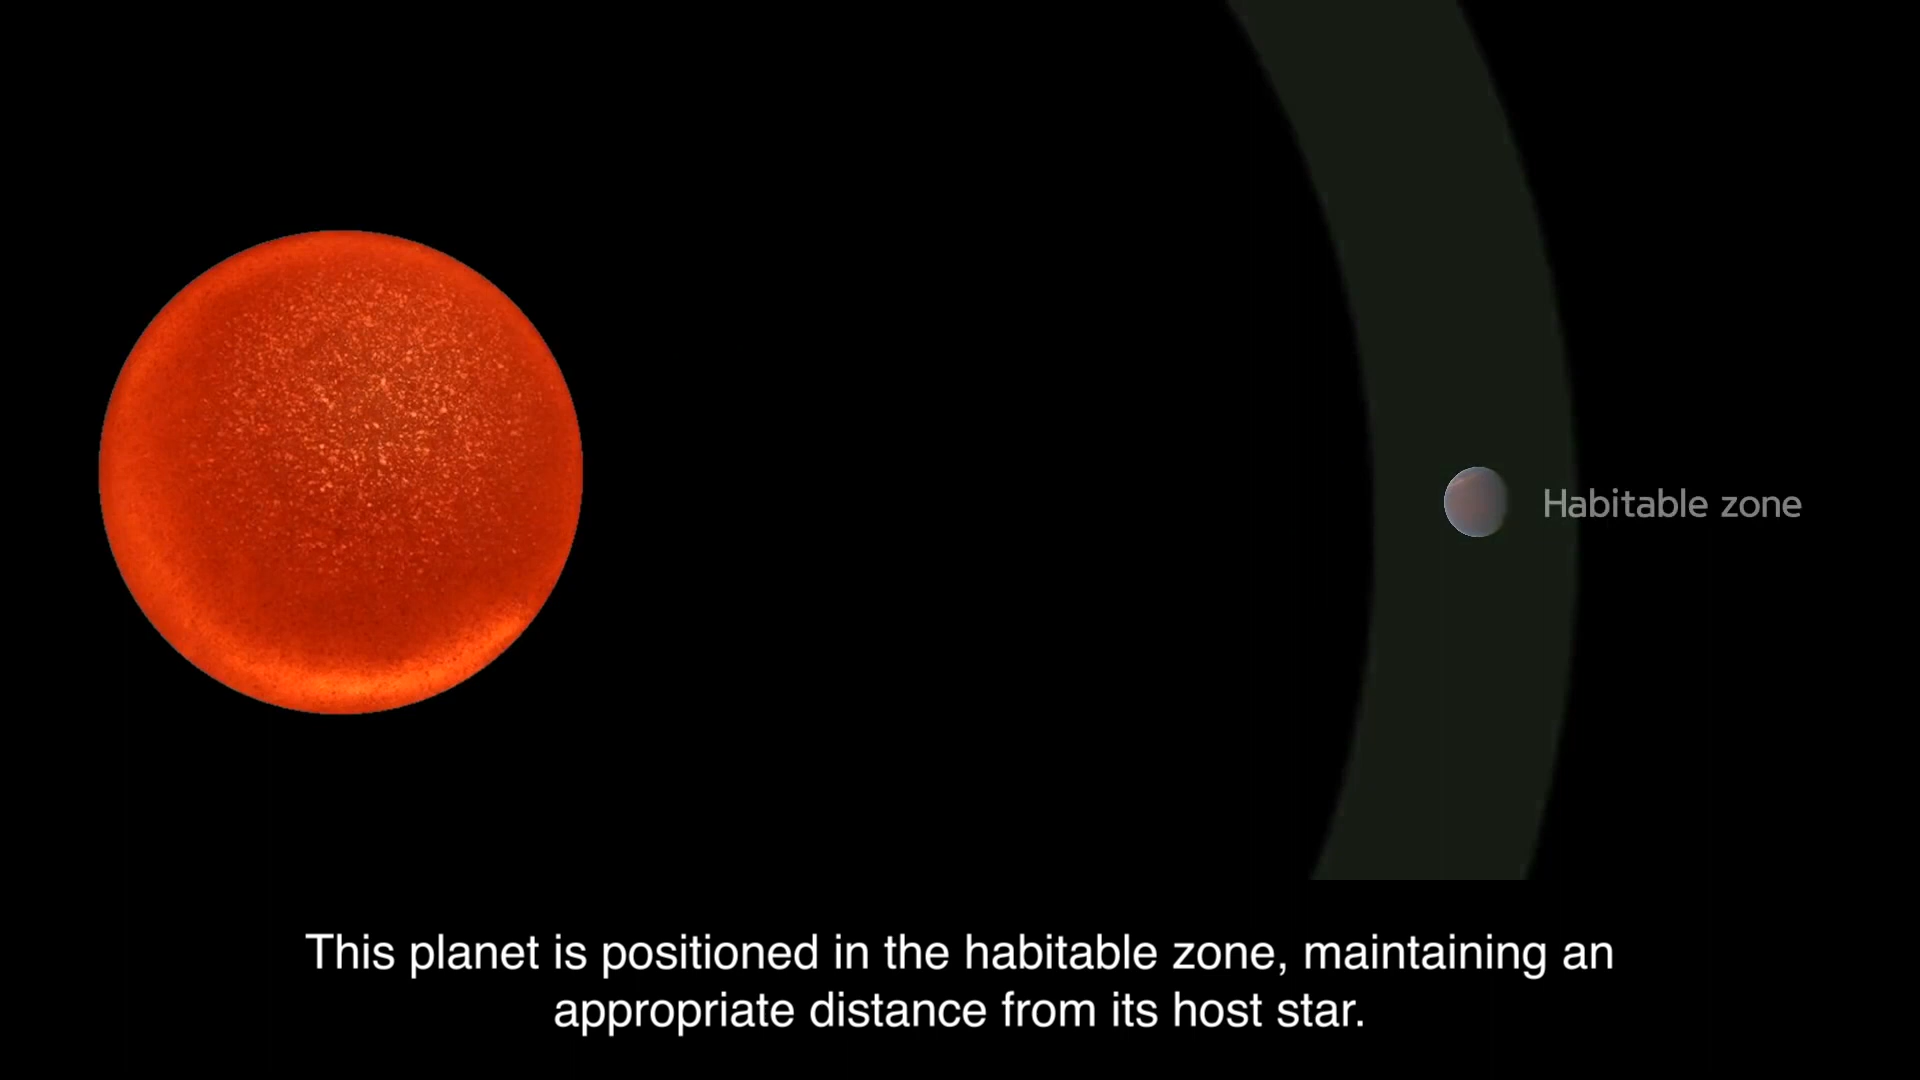 Habitable zone
This planet is positioned in the habitable zone, maintaining an
appropriate distance from its host star.